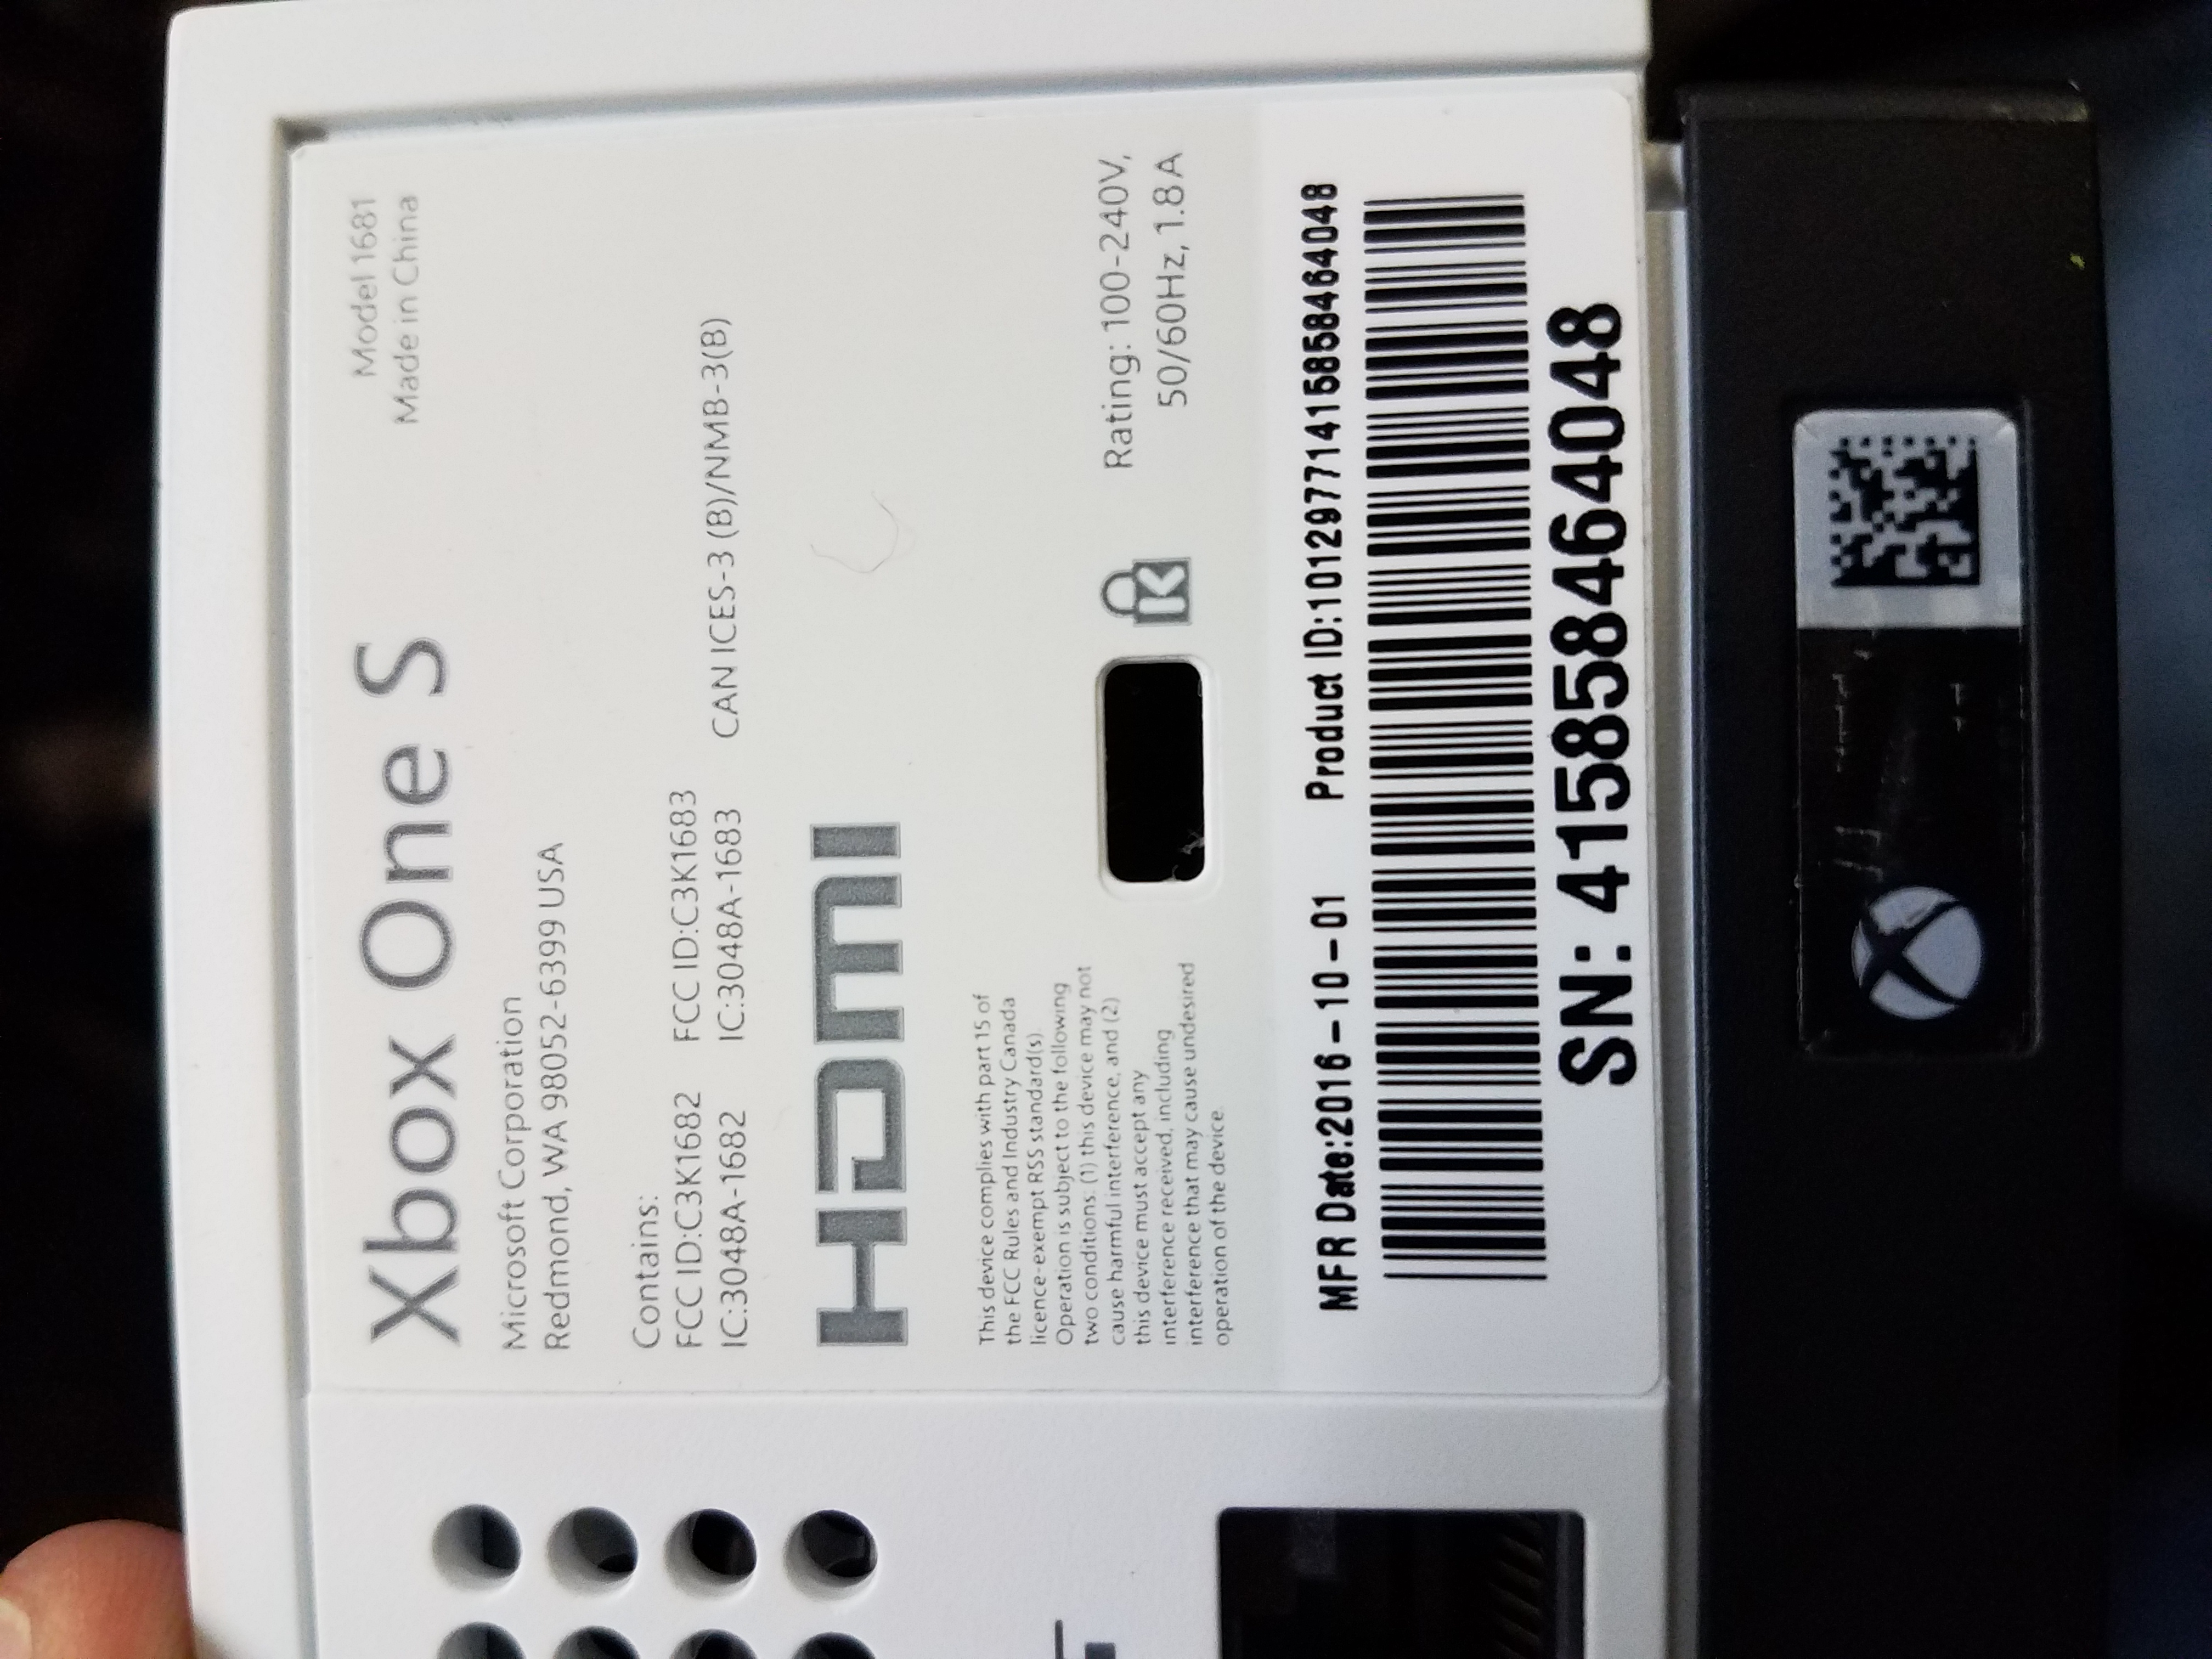 Xbox One S
Model 1681
Made in China
Microsoft Corporation
Redmond, WA 98052-6399 USA
Contains:
FCC ID:C3K1682 FCC ID:C3K1683
IC:3048A-1682 IC:3048A-1683 CAN ICES-3 (B)/NMB-3(B)
HDMI
This device complies with part 15 of
the FCC Rules and Industry Canada
licence-exempt RSS standard(s).
Operation is subject to the following
two conditions: (1) this device may not
cause harmful interference, and (2)
this device must accept any
interference received, including
interference that may cause undesired
operation of the device.
K
Rating: 100-240V,
50/60Hz, 1.8A
MFR Date:2016-10-01 Product ID:10129771415858464048
SN: 415858464048